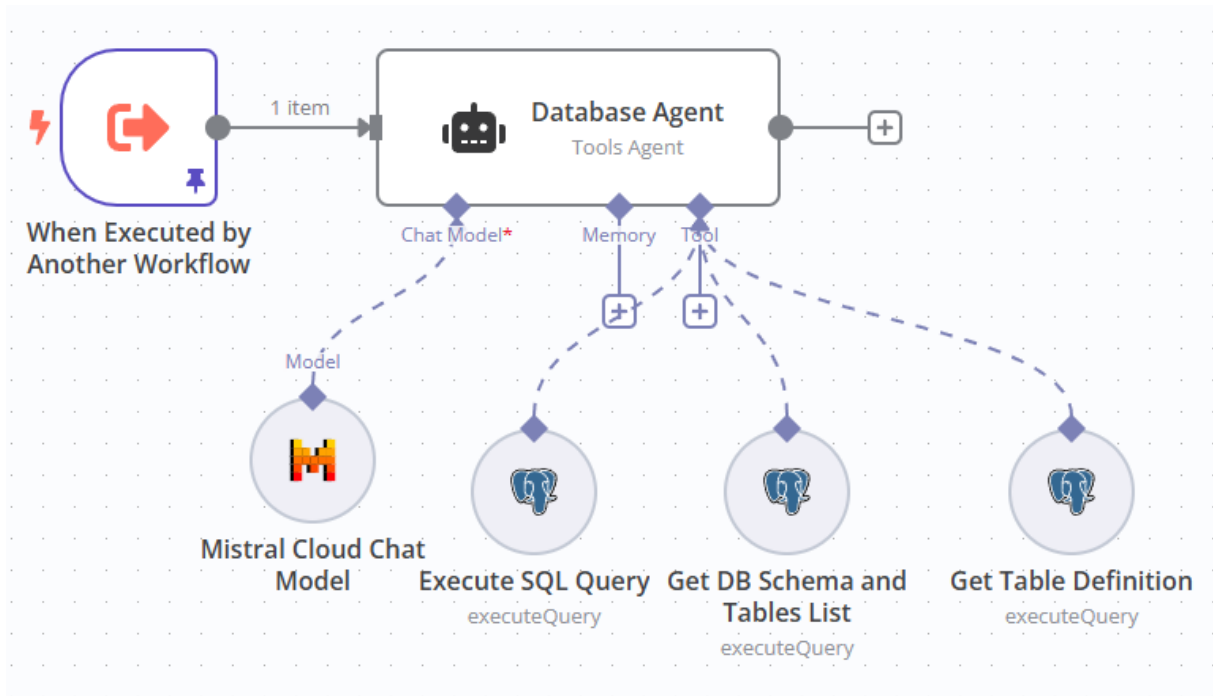 1 item
Database Agent
Tools Agent
When Executed by
Another Workflow
Chat Model*
Memory
Tool
Model
Mistral Cloud Chat
Model
Execute SQL Query
executeQuery
Get DB Schema and
Tables List
executeQuery
Get Table Definition
executeQuery